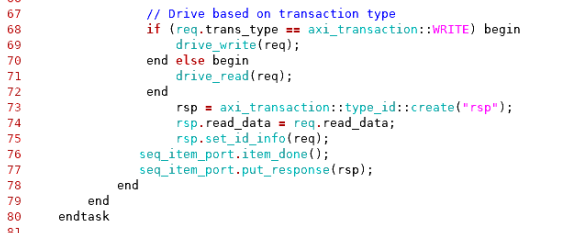 67 // Drive based on transaction type
68 if (req.trans_type == axi_transaction::WRITE) begin
69 drive_write(req);
70 end else begin
71 drive_read(req);
72 end
73 rsp = axi_transaction::type_id::create("rsp");
74 rsp.read_data = req.read_data;
75 rsp.set_id_info(req);
76 seq_item_port.item_done();
77 seq_item_port.put_response(rsp);
78 end
79 end
80 endtask